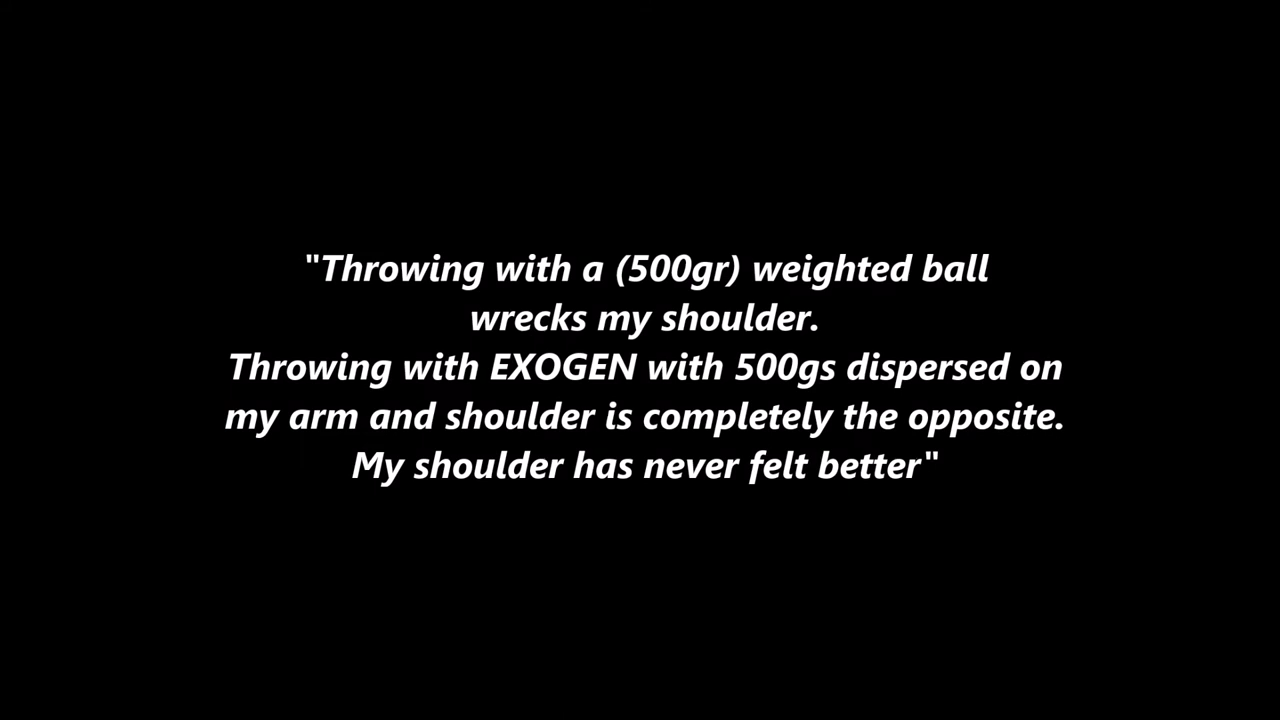 "Throwing with a (500gr) weighted ball
wrecks my shoulder.
Throwing with EXOGEN with 500gs dispersed on
my arm and shoulder is completely the opposite.
My shoulder has never felt better"